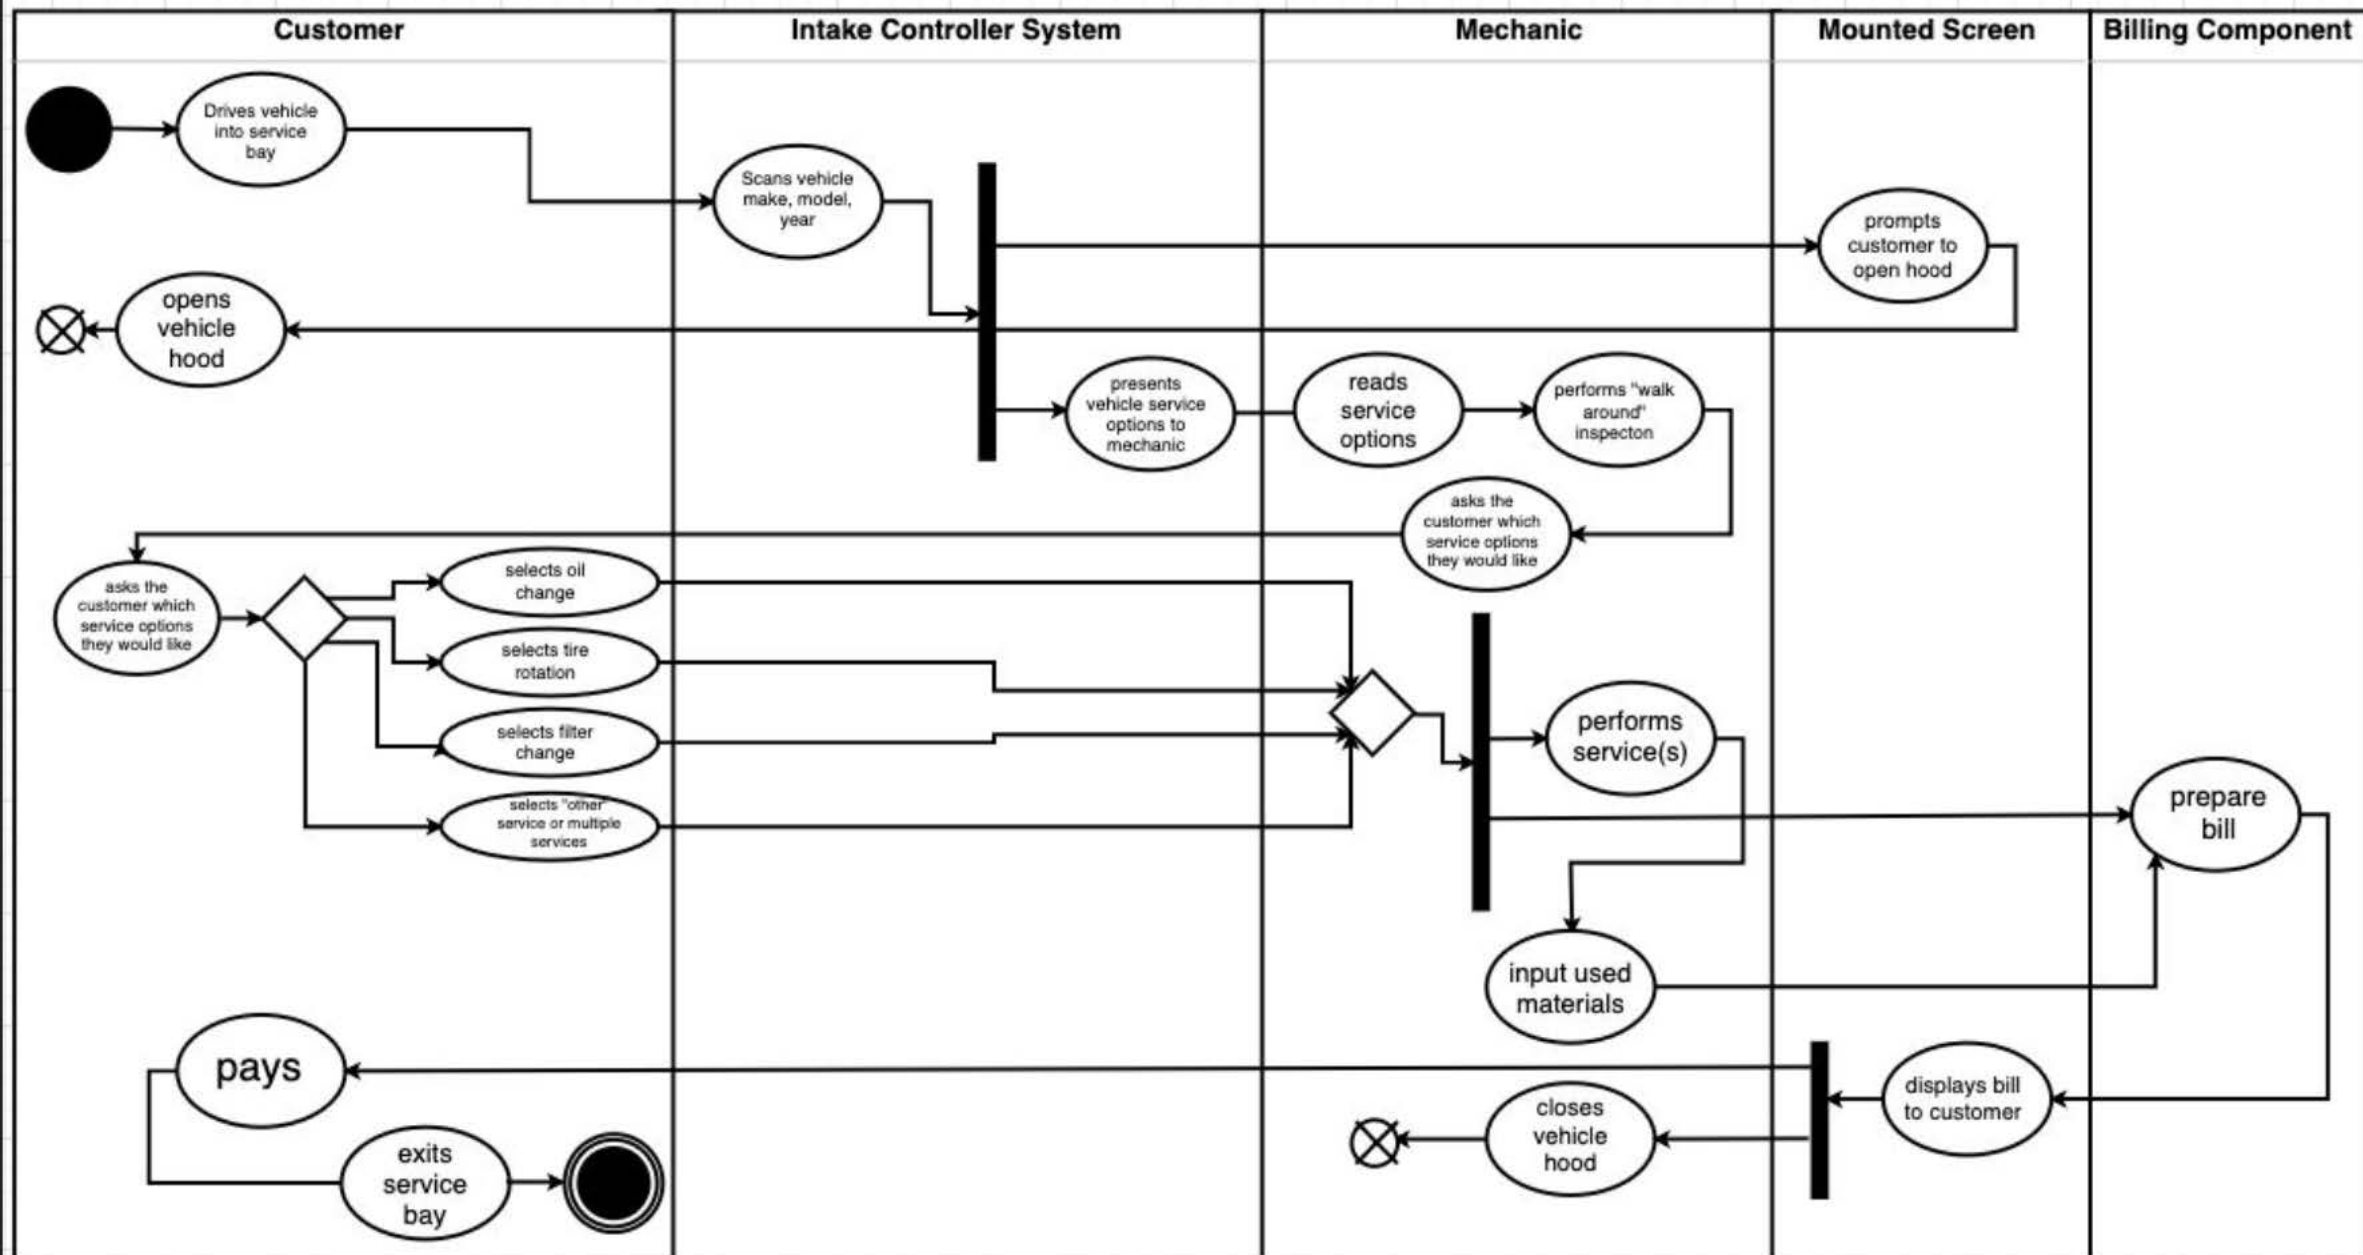 Customer
Intake Controller System
Mechanic
Mounted Screen
Billing Component
Drives vehicle
into service
bay
Scans vehicle
make, model,
year
prompts
customer to
open hood
opens
vehicle
hood
presents
vehicle service
options to
mechanic
reads
service
options
performs "walk
around"
inspecton
asks the
customer which
service options
they would like
asks the
customer which
service options
they would like
selects oil
change
selects tire
rotation
selects filter
change
selects "other"
service or multiple
services
performs
service(s)
prepare
bill
input used
materials
pays
displays bill
to customer
closes
vehicle
hood
exits
service
bay